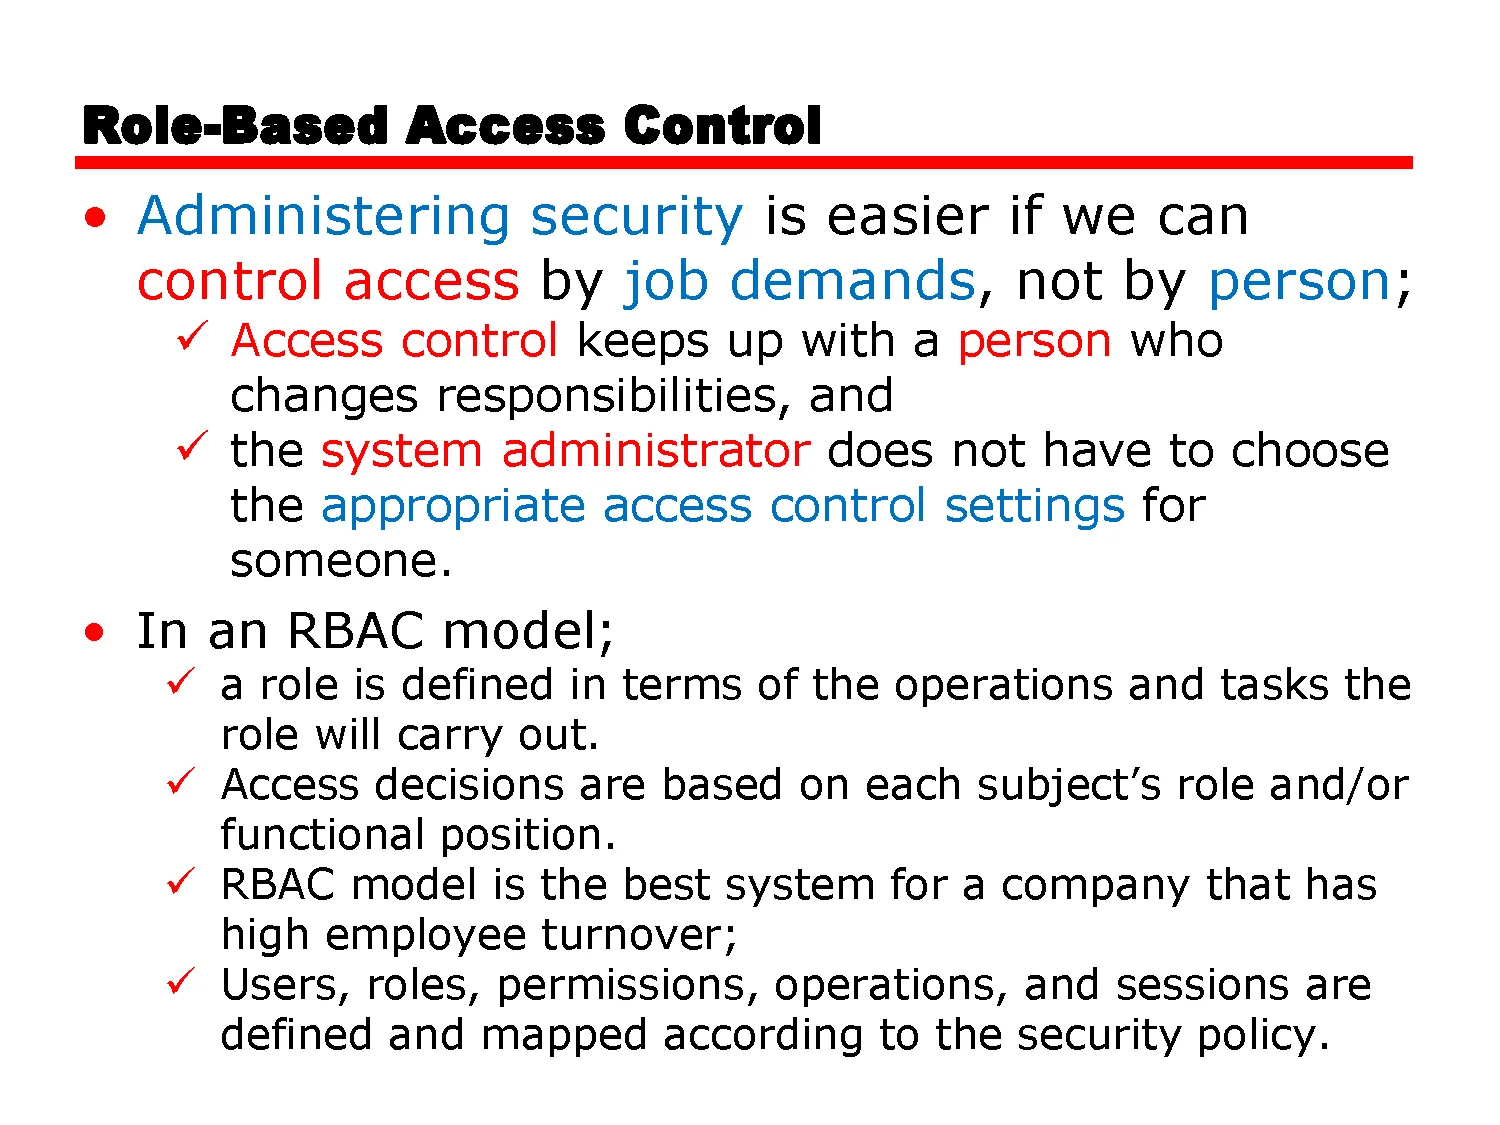 Role-Based Access Control
• Administering security is easier if we can
control access by job demands, not by person;
✓ Access control keeps up with a person who
changes responsibilities, and
✓ the system administrator does not have to choose
the appropriate access control settings for
someone.
• In an RBAC model;
✓ a role is defined in terms of the operations and tasks the
role will carry out.
✓ Access decisions are based on each subject’s role and/or
functional position.
✓ RBAC model is the best system for a company that has
high employee turnover;
✓ Users, roles, permissions, operations, and sessions are
defined and mapped according to the security policy.